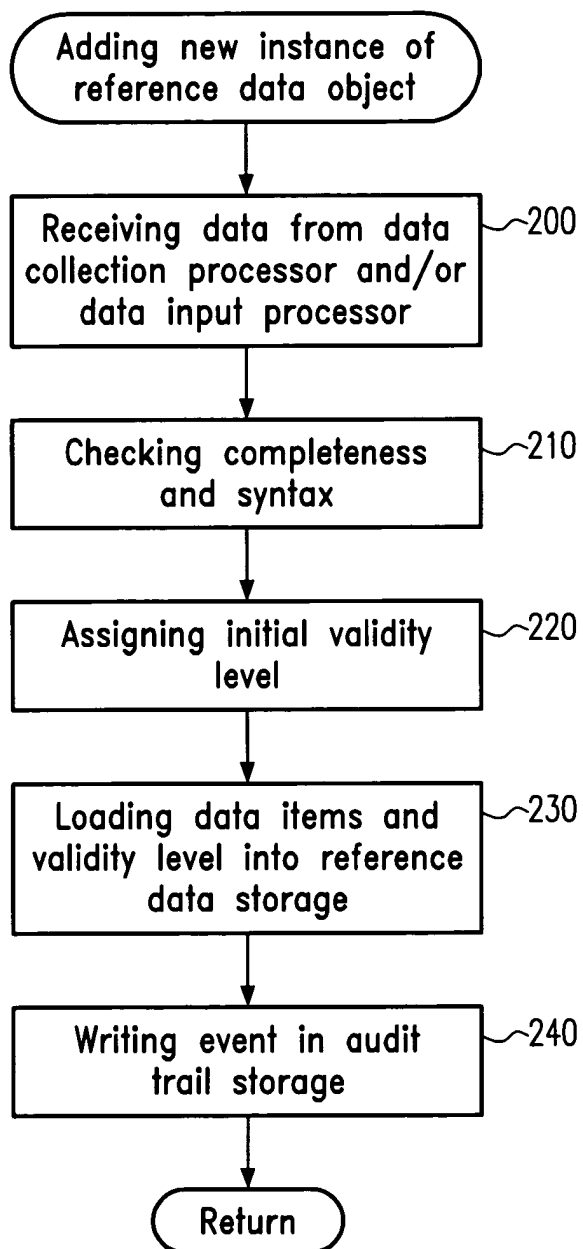 Adding new instance of
reference data object
Receiving data from data
collection processor and/or
data input processor
200
Checking completeness
and syntax
210
Assigning initial validity
level
220
Loading data items and
validity level into reference
data storage
230
Writing event in audit
trail storage
240
Return